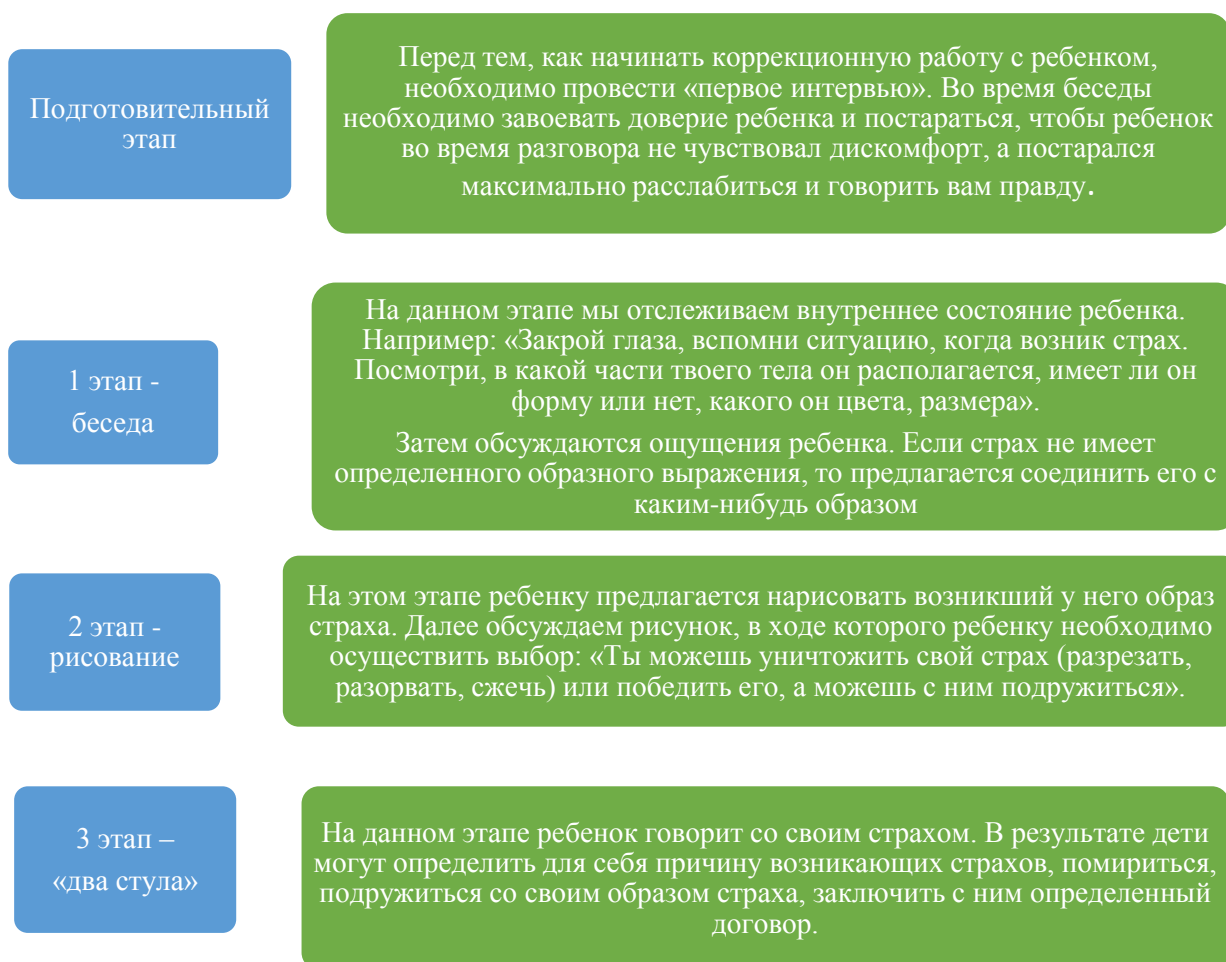 Подготовительный
этап
Перед тем, как начинать коррекционную работу с ребенком,
необходимо провести «первое интервью». Во время беседы
необходимо завоевать доверие ребенка и постараться, чтобы ребенок
во время разговора не чувствовал дискомфорт, а постарался
максимально расслабиться и говорить вам правду.
1 этап -
беседа
На данном этапе мы отслеживаем внутреннее состояние ребенка.
Например: «Закрой глаза, вспомни ситуацию, когда возник страх.
Посмотри, в какой части твоего тела он располагается, имеет ли он
форму или нет, какого он цвета, размера».
Затем обсуждаются ощущения ребенка. Если страх не имеет
определенного образного выражения, то предлагается соединить его с
каким-нибудь образом
2 этап -
рисование
На этом этапе ребенку предлагается нарисовать возникший у него образ
страха. Далее обсуждаем рисунок, в ходе которого ребенку необходимо
осуществить выбор: «Ты можешь уничтожить свой страх (разрезать,
разорвать, сжечь) или победить его, а можешь с ним подружиться».
3 этап –
«два стула»
На данном этапе ребенок говорит со своим страхом. В результате дети
могут определить для себя причину возникающих страхов, помириться,
подружиться со своим образом страха, заключить с ним определенный
договор.